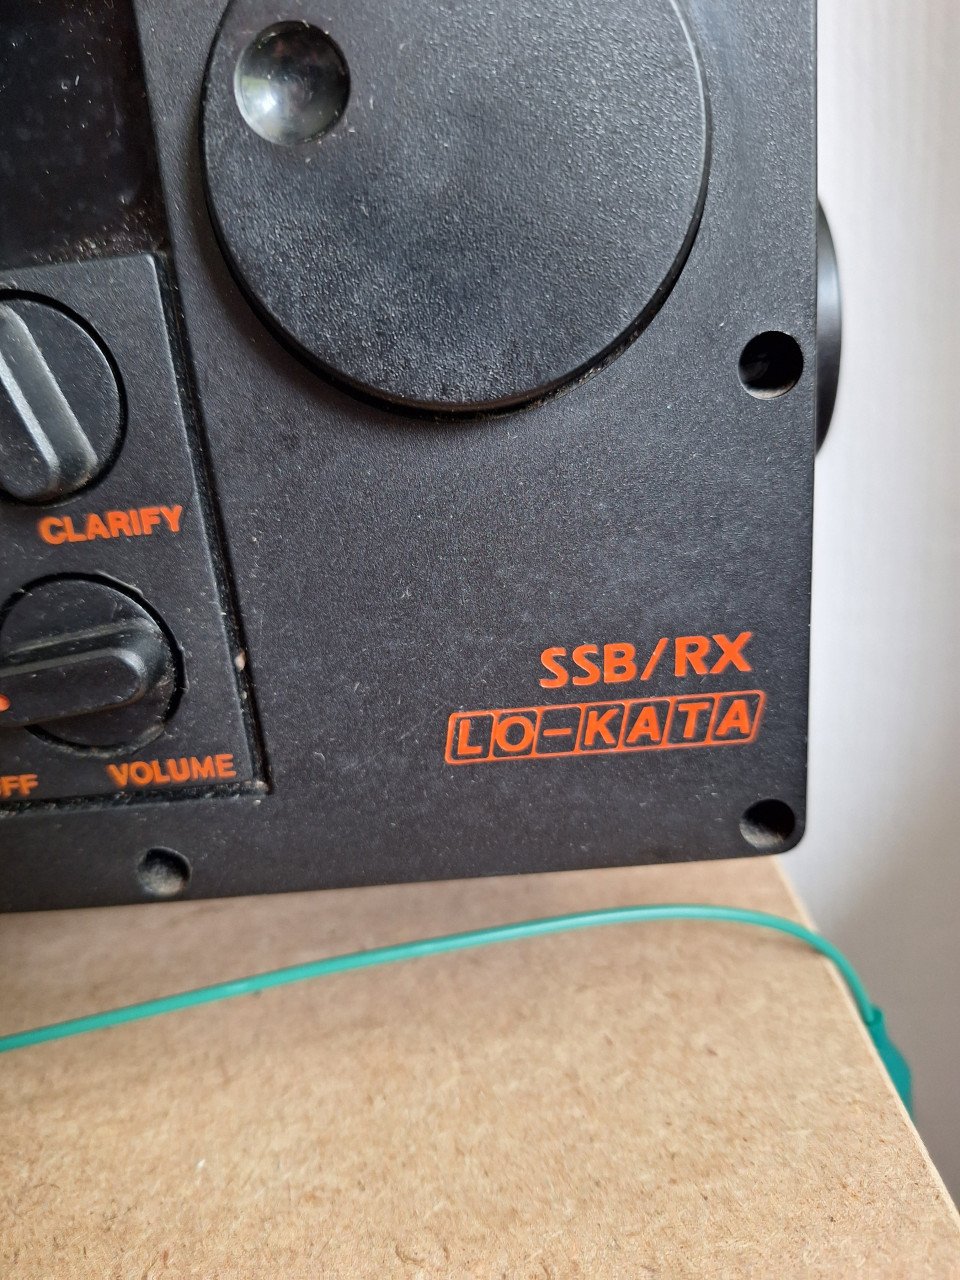 CLARIFY
SSB/RX
LO-KATA
VOLUME